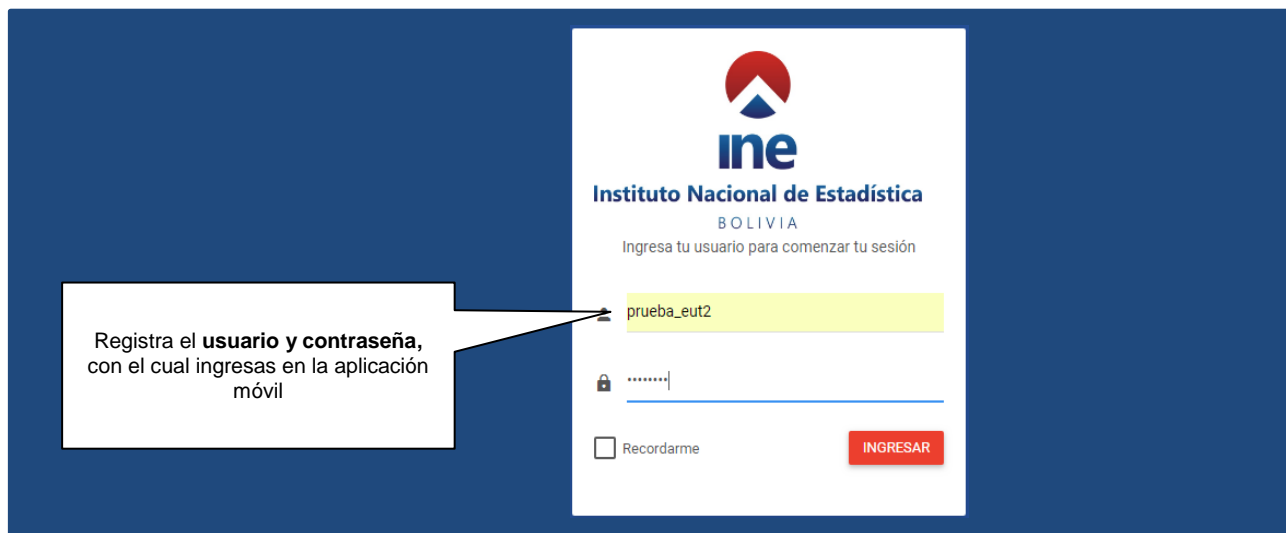 ine
Instituto Nacional de Estadística
BOLIVIA
Ingresa tu usuario para comenzar tu sesión
Registra el usuario y contraseña,
con el cual ingresas en la aplicación
móvil
prueba_eut2
••••••••
Recordarme
INGRESAR